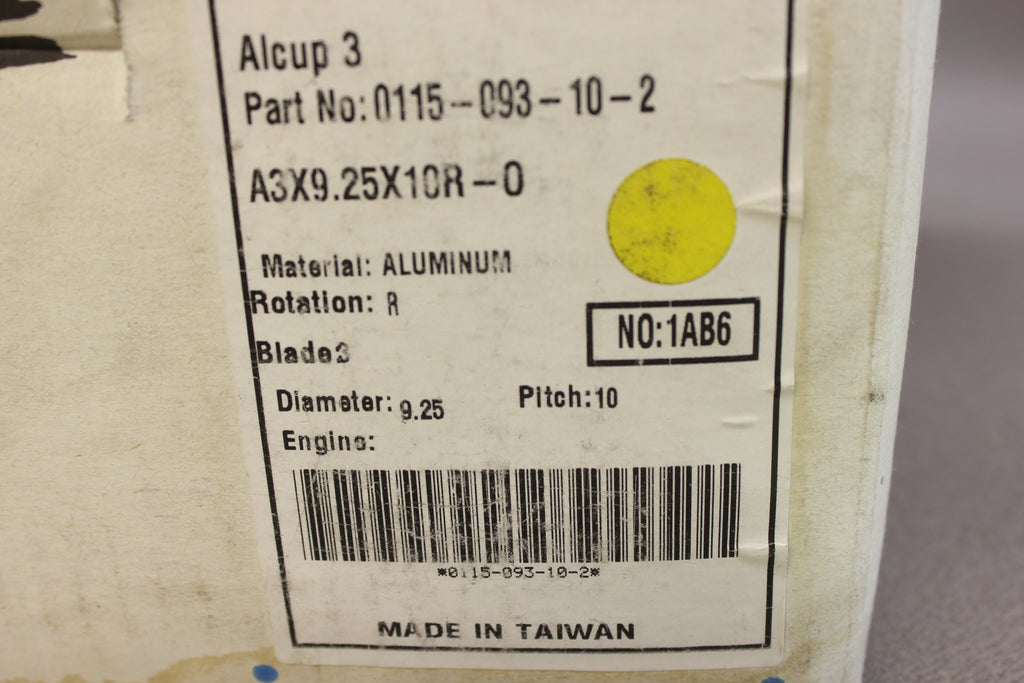 Alcup 3
Part No: 0115-093-10-2
A3X9.25X10R-0
Material: ALUMINUM
Rotation: R
NO:1AB6
Blade3
Diameter: 9.25 Pitch:10
Engine:
*0115-093-10-2*
MADE IN TAIWAN